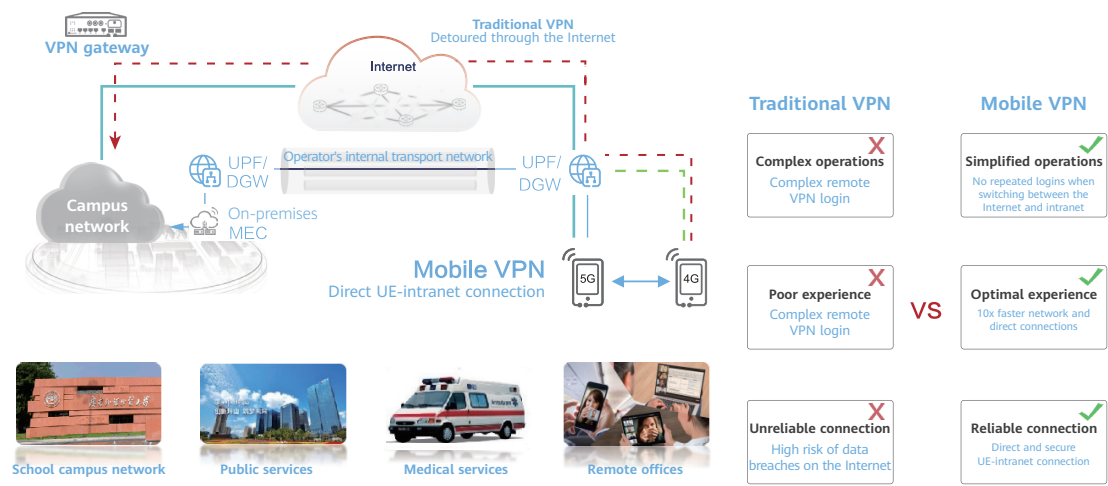 VPN gateway
Traditional VPN
Detoured through the Internet
Internet
UPF/
DGW
Operator's internal transport network
UPF/
DGW
Campus
network
On-premises
MEC
Mobile VPN
Direct UE-intranet connection
5G
4G
School campus network
Public services
Medical services
Remote offices
Traditional VPN
Mobile VPN
Complex operations
Complex remote
VPN login
Simplified operations
No repeated logins when
switching between the
Internet and intranet
Poor experience
Complex remote
VPN login
VS
Optimal experience
10x faster network and
direct connections
Unreliable connection
High risk of data
breaches on the Internet
Reliable connection
Direct and secure
UE-intranet connection